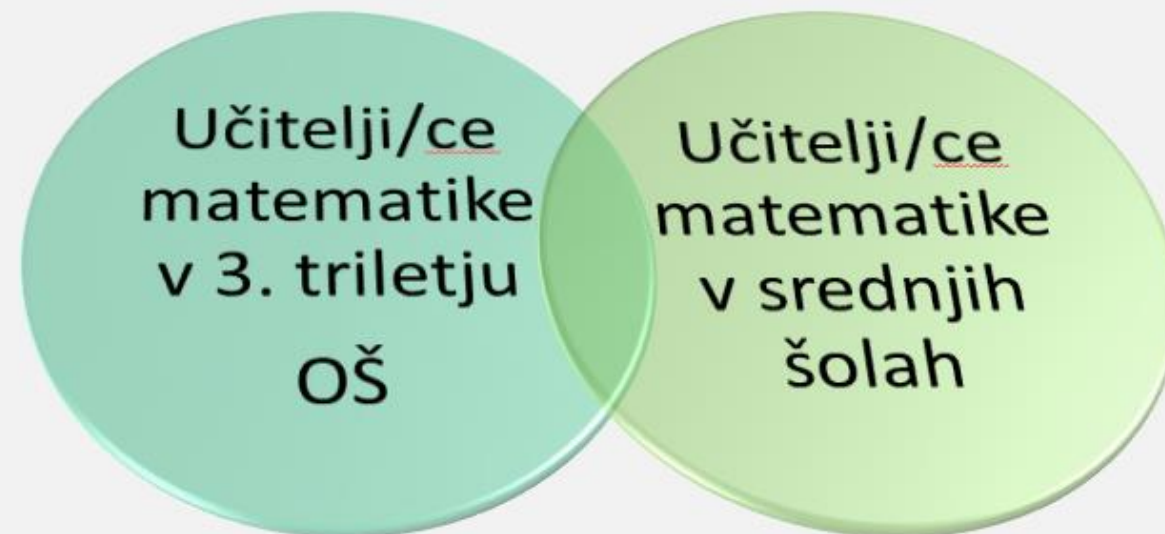 Učitelji/ce
matematike
v 3. triletju
OŠ
Učitelji/ce
matematike
v srednjih
šolah